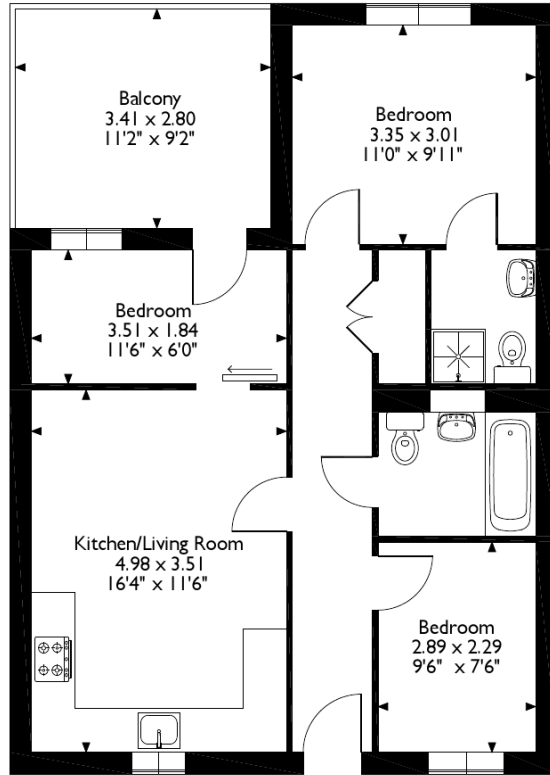 Balcony
3.41 x 2.80
11'2" x 9'2"
Bedroom
3.35 x 3.01
11'0" x 9'11"
Bedroom
3.51 x 1.84
11'6" x 6'0"
Kitchen/Living Room
4.98 x 3.51
16'4" x 11'6"
Bedroom
2.89 x 2.29
9'6" x 7'6"